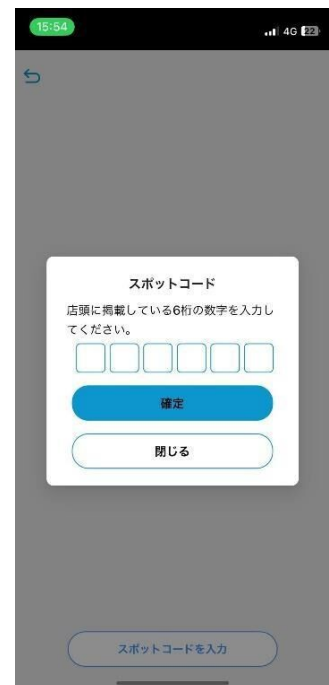 15:54
4G 22
スポットコード
店頭に掲載している6桁の数字を入力し
てください。
確定
閉じる
スポットコードを入力